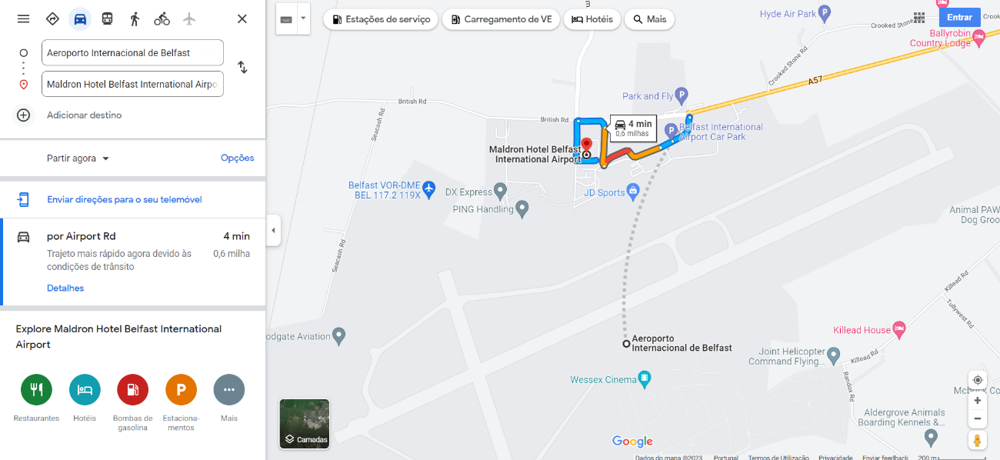 Aeroporto Internacional de Belfast
Maldron Hotel Belfast International Airpo
Adicionar destino
Partir agora
Opções
Enviar direções para o seu telemóvel
por Airport Rd
4 min
Trajeto mais rápido agora devido às
condições de trânsito
0,6 milha
Detalhes
Explore Maldron Hotel Belfast International
Airport
Restaurantes
Hotéis
Bombas de
gasolina
P
Estaciona-
mentos
Mais
Estações de serviço
Carregamento de VE
Hotéis
Mais
Hyde Air Park
P
Entrar
Crooked Stone
Crooks
Ballyrobin
Country Lodge
Crooked Stone Rd
A57
Park and Fly
P
British Rd
British Rd
Seacash Rd
4 min
0,6 milhas
P
Belfast International
Airport Car Park
Maldron Hotel Belfast
International Airport
Belfast VOR-DME
BEL 117.2 119X
DX Express
PING Handling
JD Sports
Animal PAW
Dog Groo
Seacash Rd
Killead Rd
Tullywest Rd
odgate Aviation
Aeroporto
Internacional de Belfast
Killead House
Joint Helicopter
Command Flying...
Killead Rd
Randox Rd
Wessex Cinema
Aldergrove Animals
Boarding Kennels &...
Camadas
Google
Dados do mapa ©2023
Portugal
Termos de Utilização
Privacidade
Enviar feedback
200 m